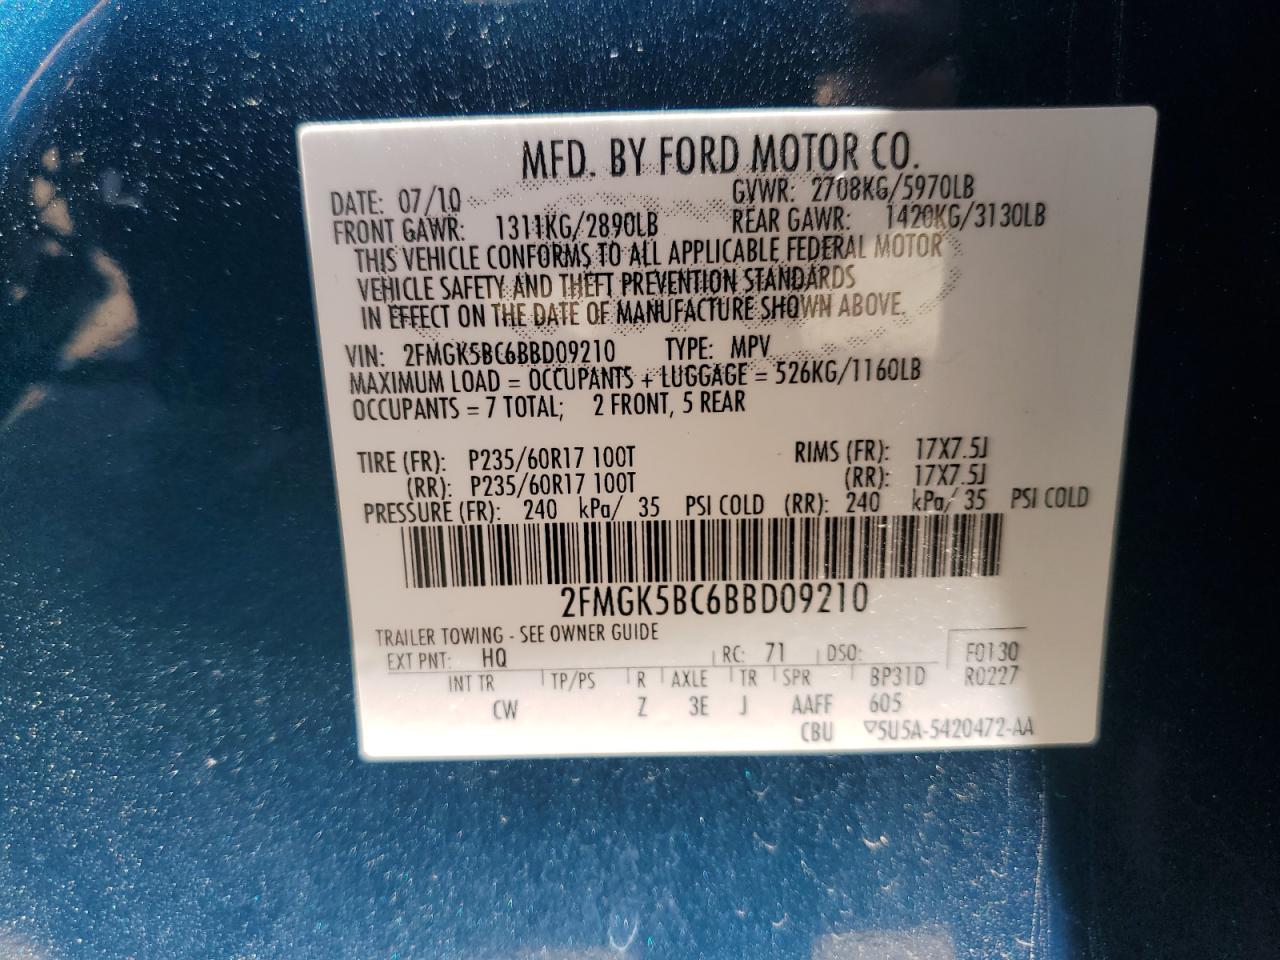 MFD. BY FORD MOTOR CO.
DATE: 07/10 GVWR: 2708KG/5970LB
FRONT GAWR: 1311KG/2890LB REAR GAWR: 1420KG/3130LB
THIS VEHICLE CONFORMS TO ALL APPLICABLE FEDERAL MOTOR
VEHICLE SAFETY AND THEFT PREVENTION STANDARDS
IN EFFECT ON THE DATE OF MANUFACTURE SHOWN ABOVE.
VIN: 2FMGK5BC6BBD09210 TYPE: MPV
MAXIMUM LOAD = OCCUPANTS + LUGGAGE = 526KG/1160LB
OCCUPANTS = 7 TOTAL; 2 FRONT, 5 REAR
TIRE (FR): P235/60R17 100T RIMS (FR): 17X7.5J
(RR): P235/60R17 100T (RR): 17X7.5J
PRESSURE (FR): 240 kPa/ 35 PSI COLD (RR): 240 kPa/ 35 PSI COLD
2FMGK5BC6BBD09210
TRAILER TOWING - SEE OWNER GUIDE
EXT PNT: HQ RC: 71 DSO: F0130
INT TR TP/PS R AXLE TR SPR BP31D R0227
CW Z 3E J AAFF 605
CBU ▽5U5A-5420472-AA